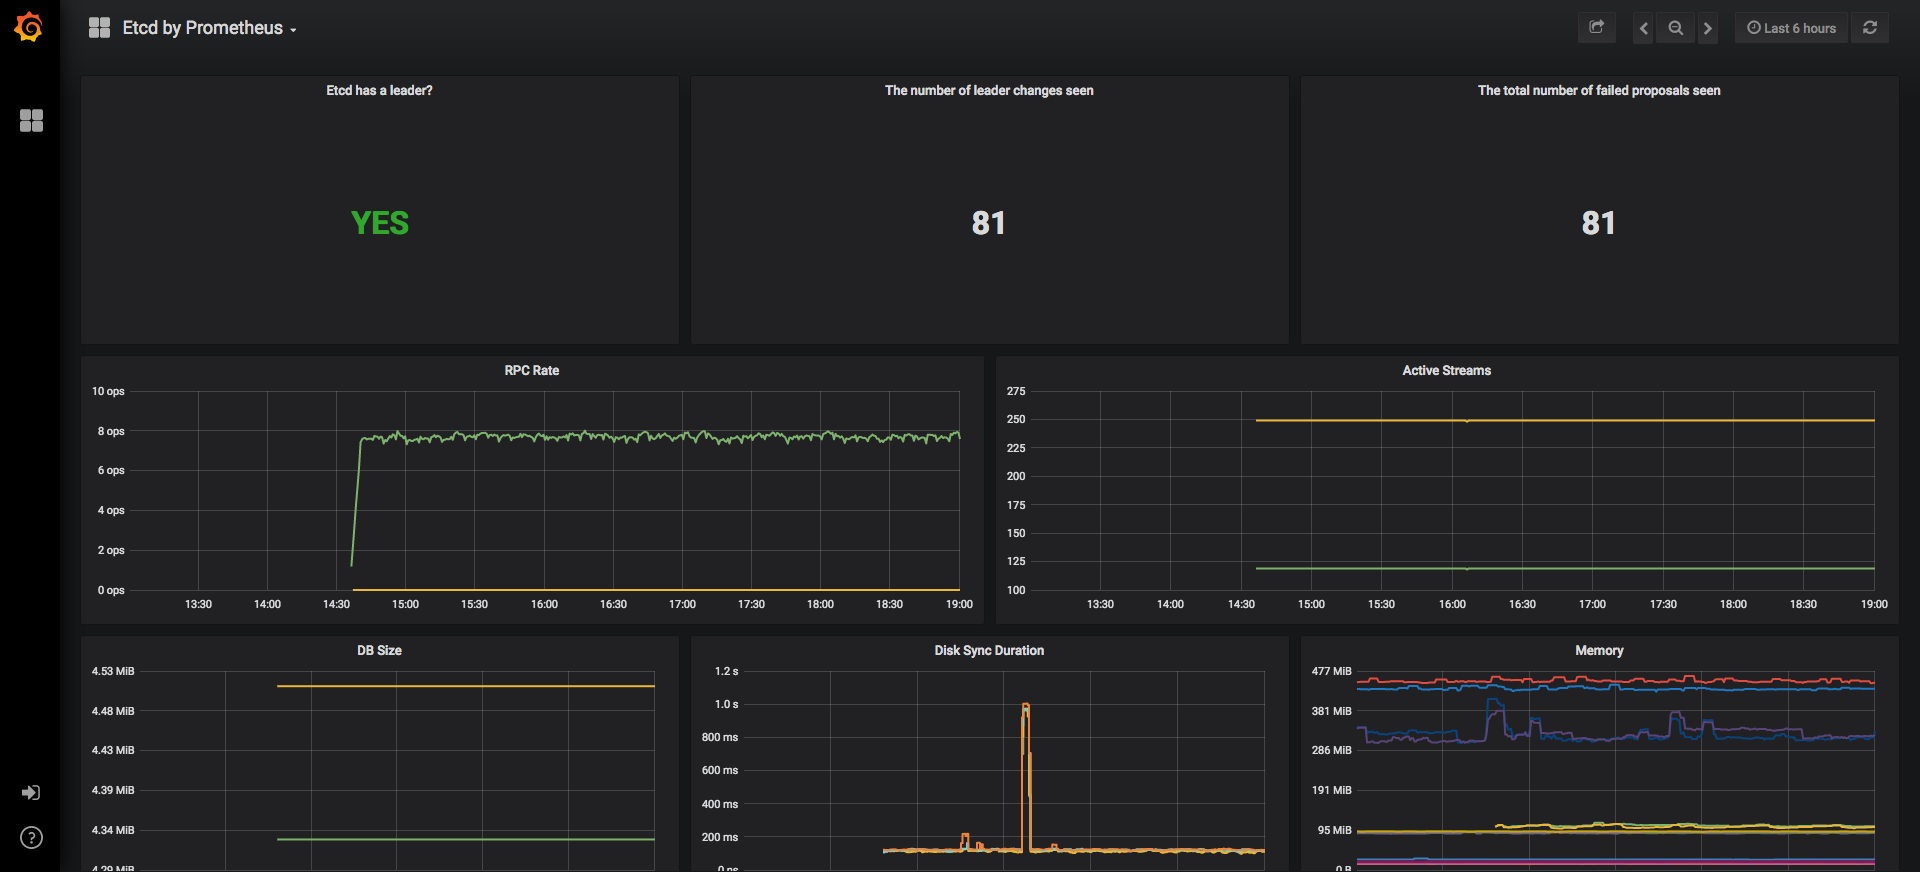 Etcd by Prometheus
Last 6 hours
Etcd has a leader?
YES
The number of leader changes seen
81
The total number of failed proposals seen
81
RPC Rate
10 ops
8 ops
6 ops
4 ops
2 ops
0 ops
13:30 14:00 14:30 15:00 15:30 16:00 16:30 17:00 17:30 18:00 18:30 19:00
Active Streams
275
250
225
200
175
150
125
100
13:30 14:00 14:30 15:00 15:30 16:00 16:30 17:00 17:30 18:00 18:30 19:00
DB Size
4.53 MiB
4.48 MiB
4.43 MiB
4.39 MiB
4.34 MiB
4.29 MiB
Disk Sync Duration
1.2 s
1.0 s
800 ms
600 ms
400 ms
200 ms
0 ns
Memory
477 MiB
381 MiB
286 MiB
191 MiB
95 MiB
0 B